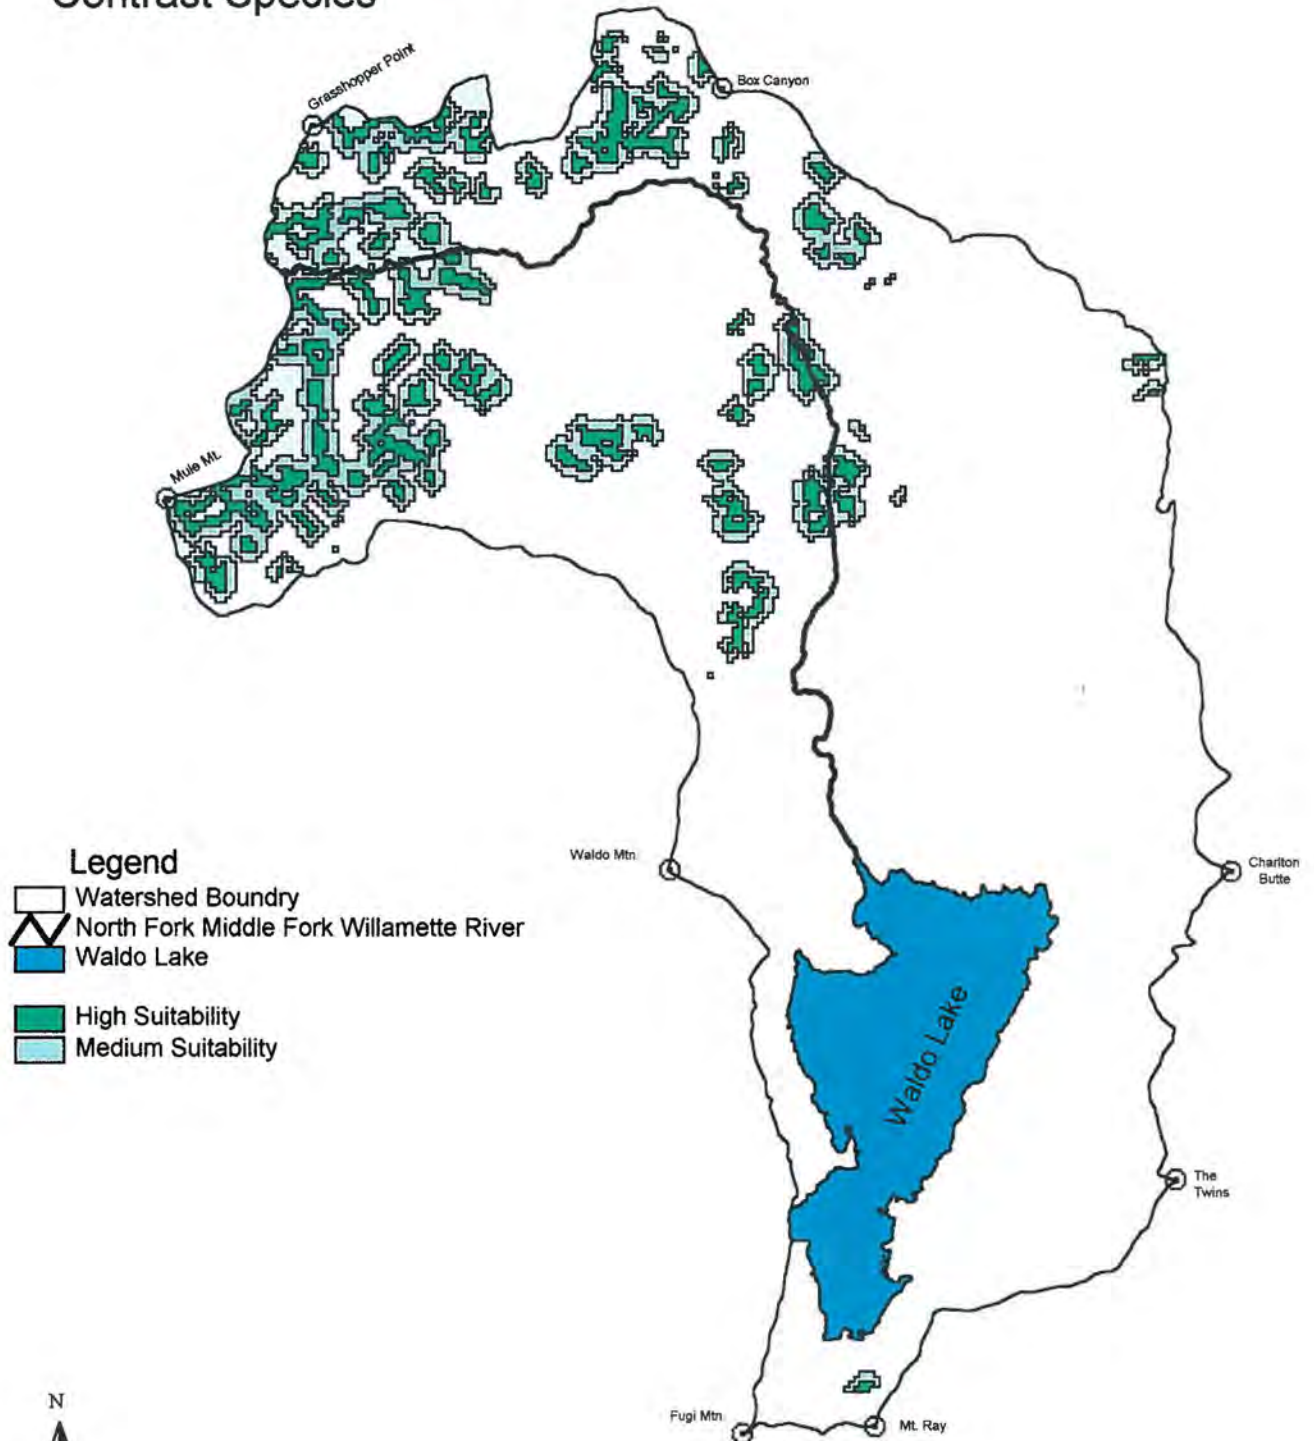 Contrast Species
Grasshopper Point
Box Canyon
Mule Mt.
Waldo Mtn
Charlton
Butte
Legend
Watershed Boundry
North Fork Middle Fork Willamette River
Waldo Lake
High Suitability
Medium Suitability
Waldo Lake
The
Twins
N
Fugi Mtn
Mt. Ray